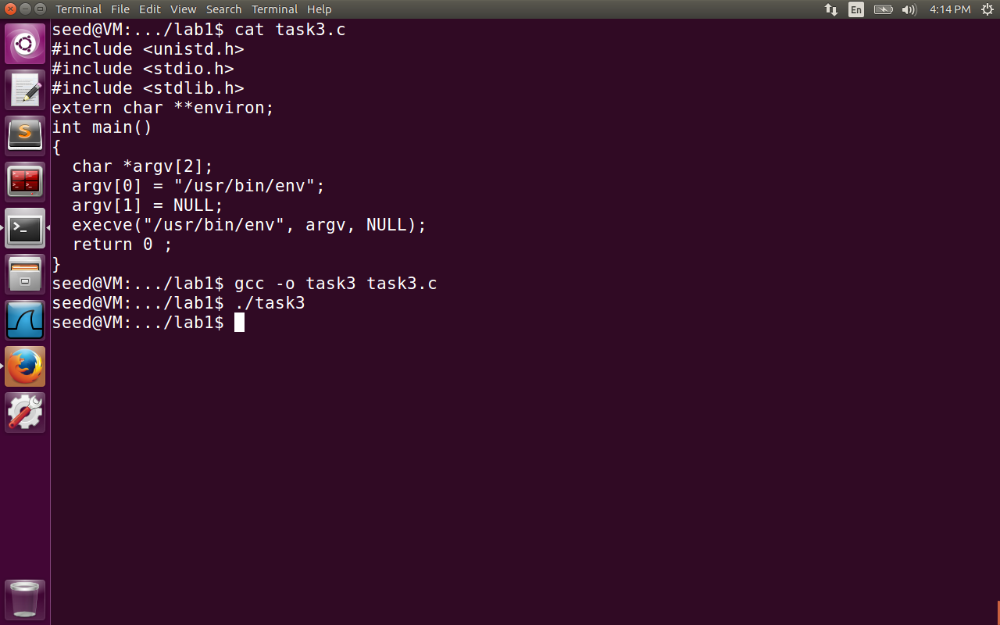 Terminal File Edit View Search Terminal Help En 4:14 PM
seed@VM:.../lab1$ cat task3.c
#include <unistd.h>
#include <stdio.h>
#include <stdlib.h>
extern char **environ;
int main()
{
  char *argv[2];
  argv[0] = "/usr/bin/env";
  argv[1] = NULL;
  execve("/usr/bin/env", argv, NULL);
  return 0 ;
}
seed@VM:.../lab1$ gcc -o task3 task3.c
seed@VM:.../lab1$ ./task3
seed@VM:.../lab1$